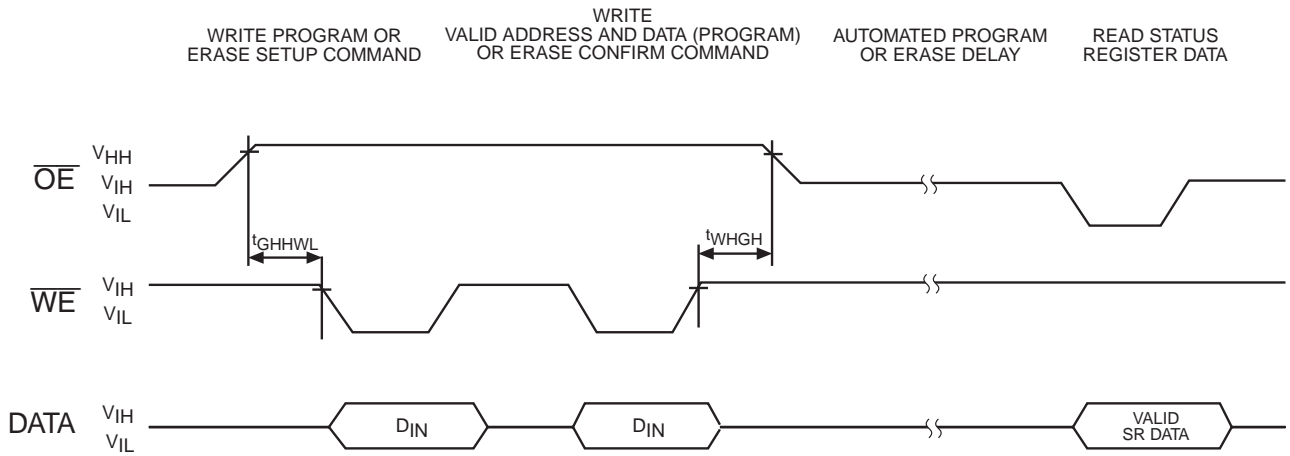 WRITE PROGRAM OR
ERASE SETUP COMMAND
WRITE
VALID ADDRESS AND DATA (PROGRAM)
OR ERASE CONFIRM COMMAND
AUTOMATED PROGRAM
OR ERASE DELAY
READ STATUS
REGISTER DATA
OE
VHH
VIH
VIL
tGHHWL
tWHGH
WE
VIH
VIL
DATA
VIH
VIL
DIN
DIN
VALID
SR DATA